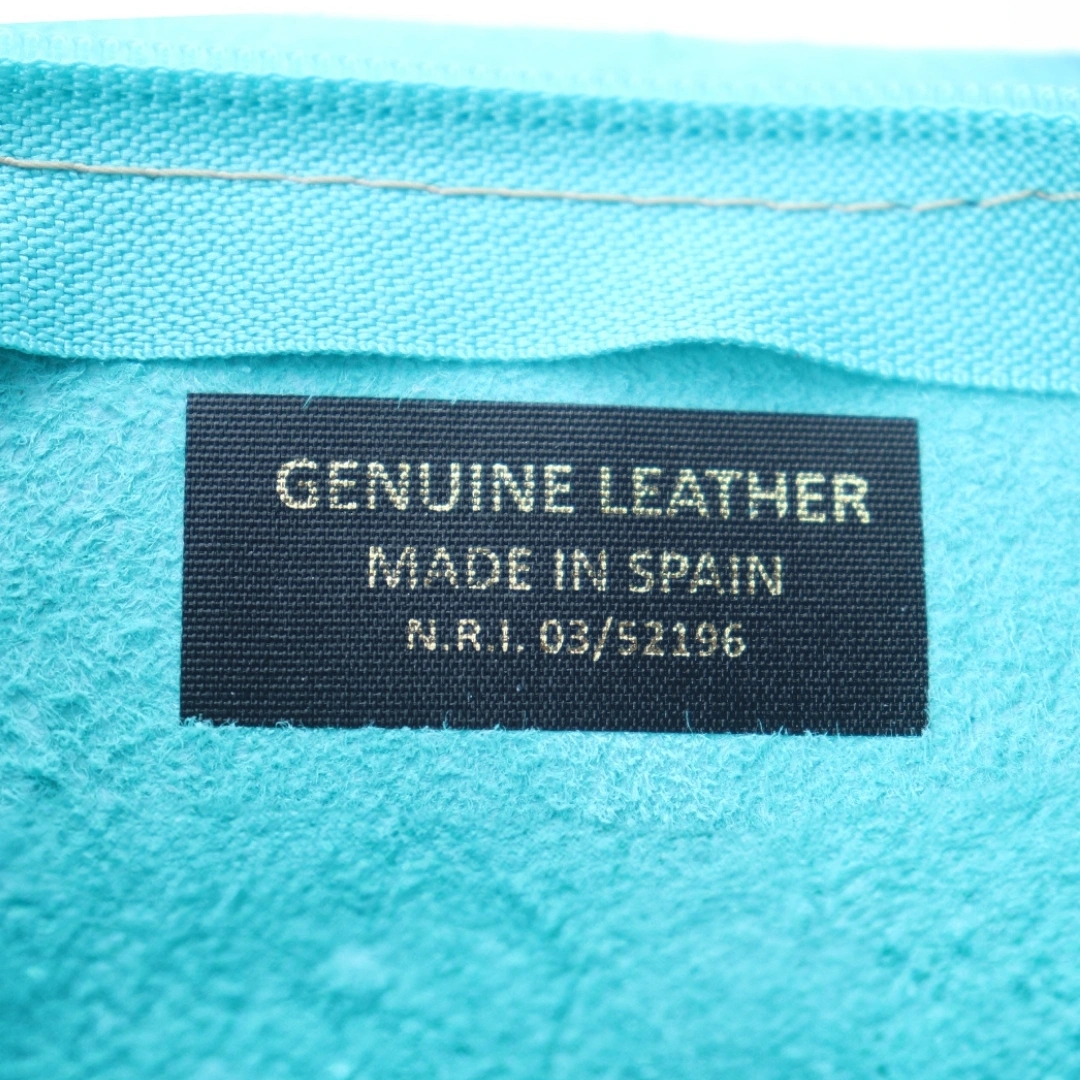 GENUINE LEATHER
MADE IN SPAIN
N.R.I. 03/52196